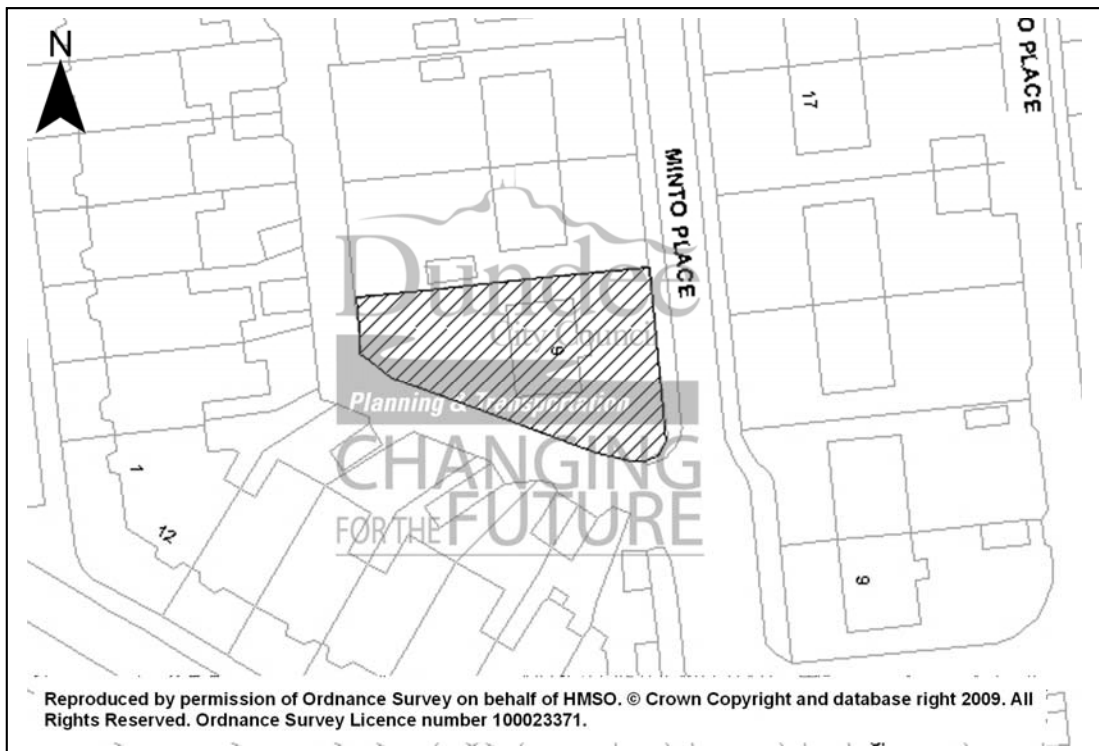 N
O PLACE
17
MINTO PLACE
Dundee
City Council
Planning & Transportation
CHANGING
FOR THE FUTURE
1
12
Reproduced by permission of Ordnance Survey on behalf of HMSO. © Crown Copyright and database right 2009. All
Rights Reserved. Ordnance Survey Licence number 100023371.